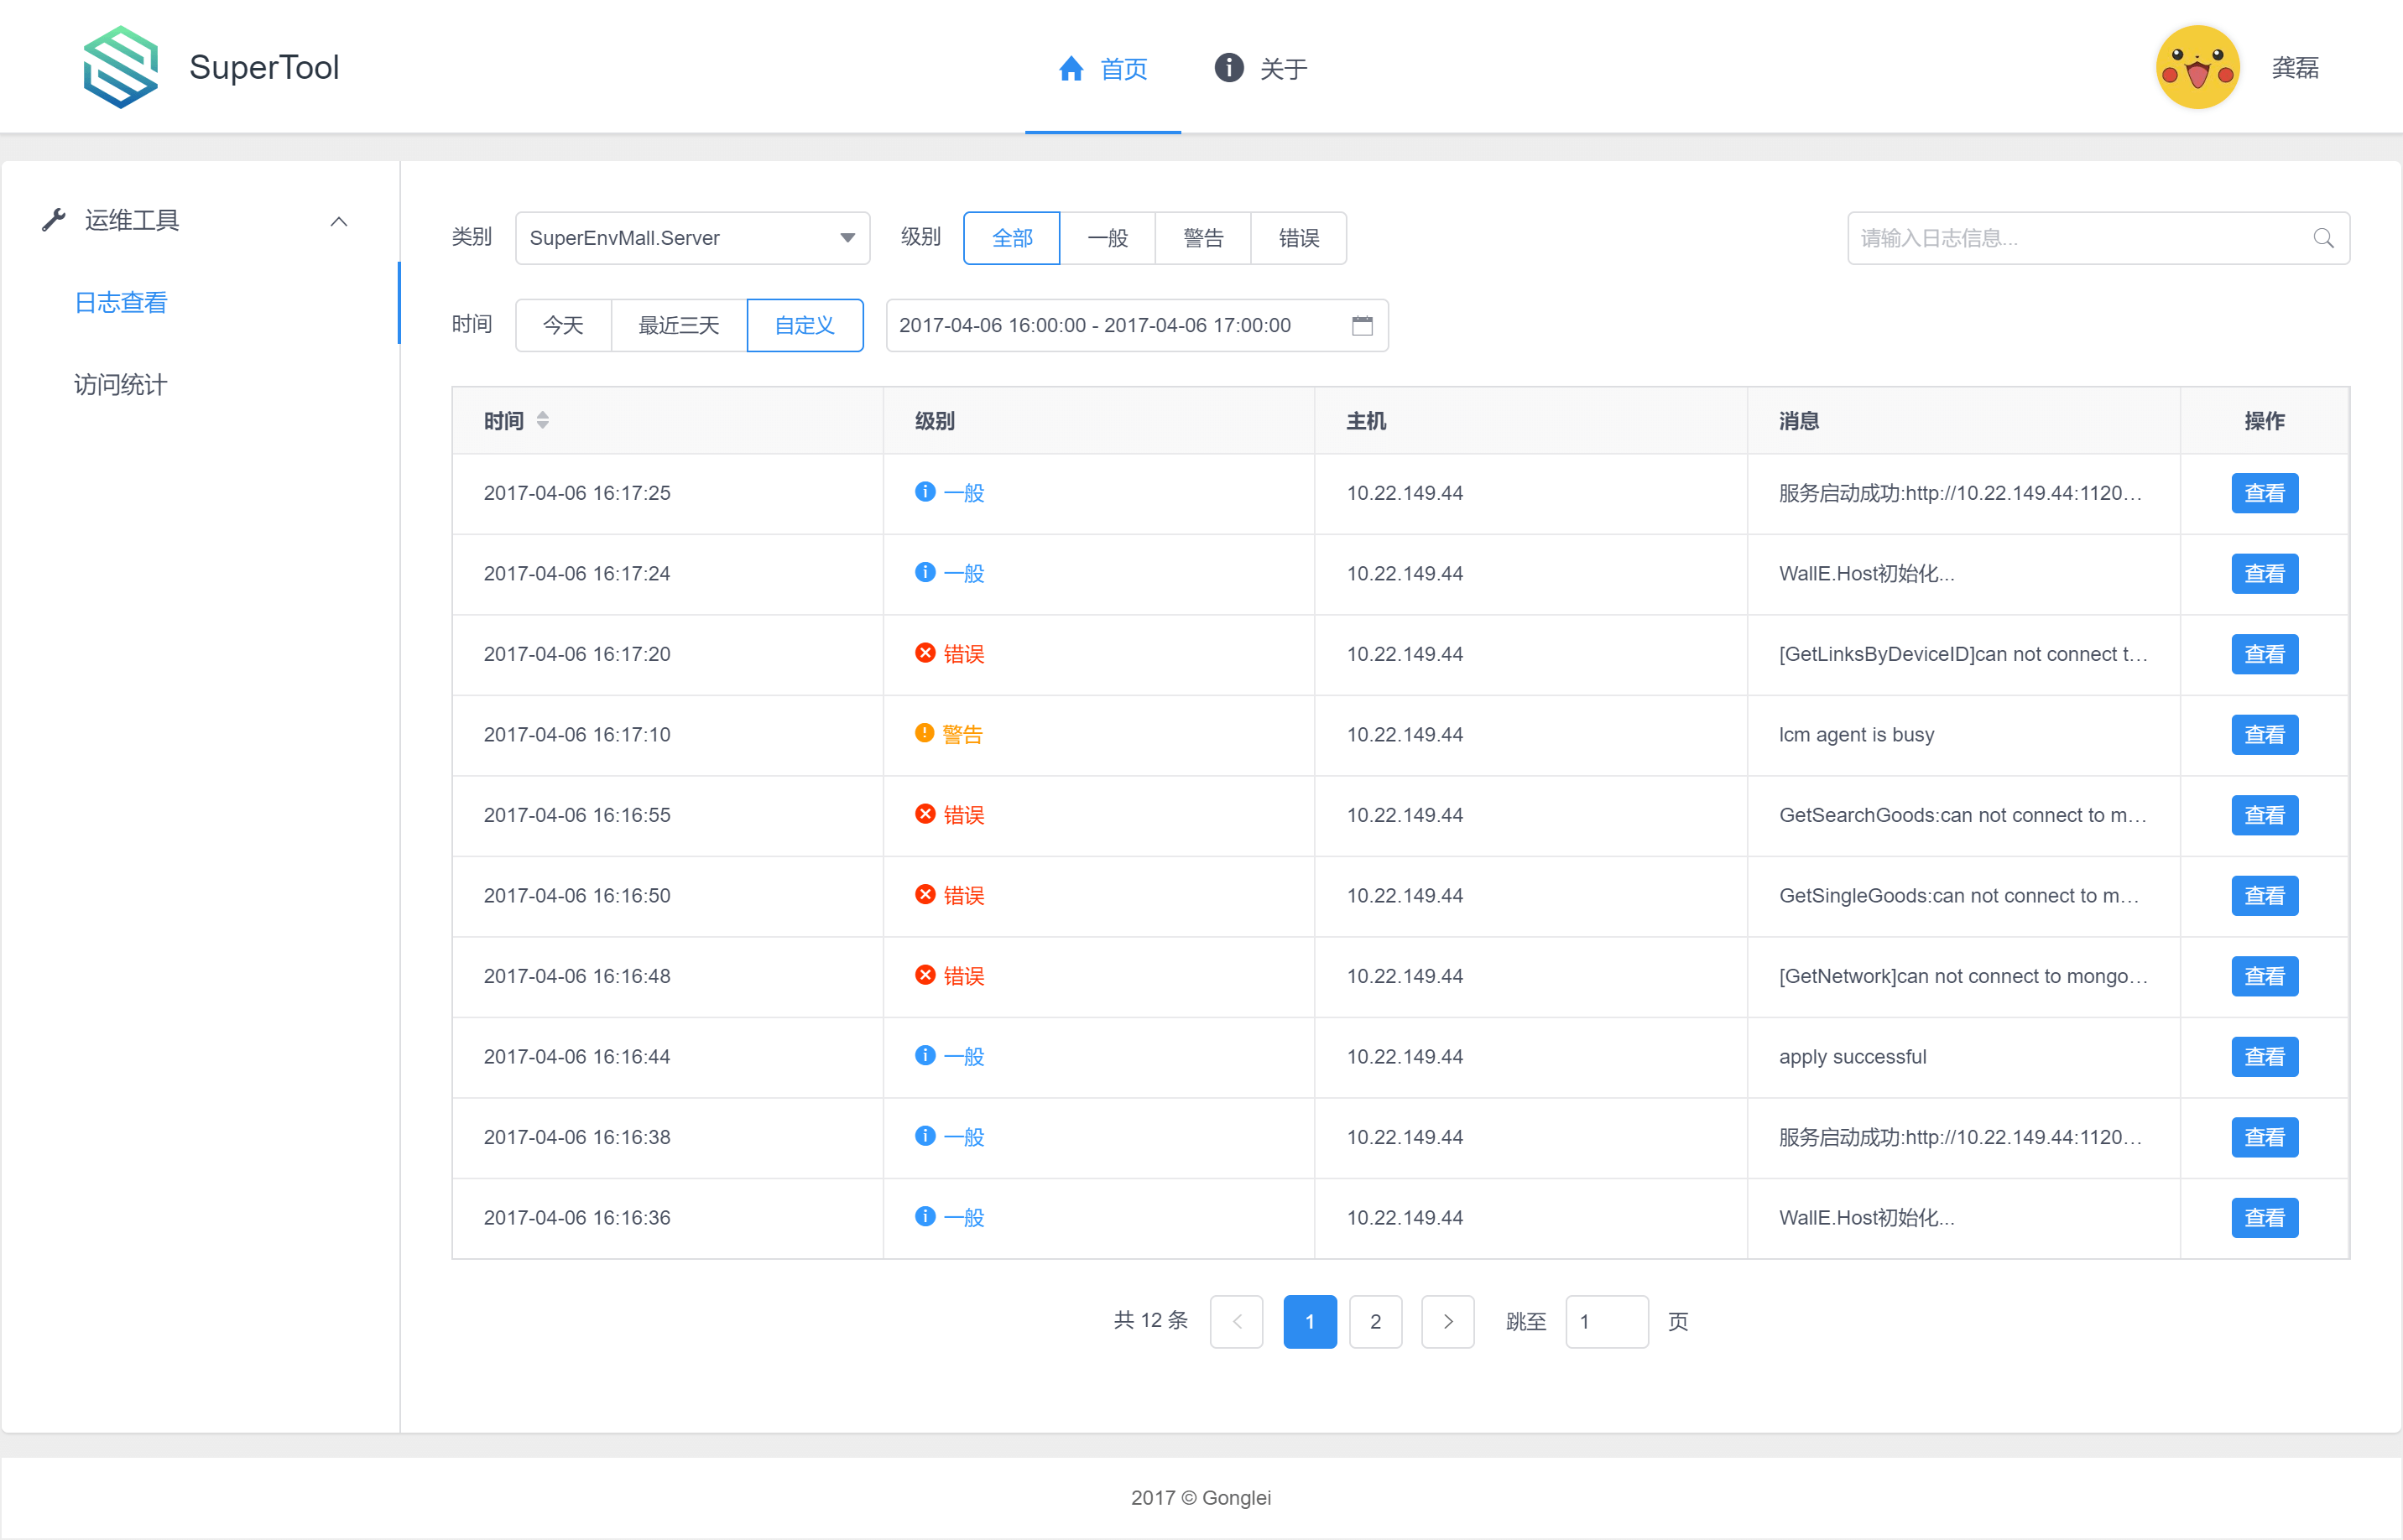 SuperTool 首页 关于 龚磊
运维工具
日志查看
访问统计
类别 SuperEnvMall.Server 级别 全部 一般 警告 错误 请输入日志信息...
时间 今天 最近三天 自定义 2017-04-06 16:00:00 - 2017-04-06 17:00:00
时间 级别 主机 消息 操作
2017-04-06 16:17:25 一般 10.22.149.44 服务启动成功:http://10.22.149.44:1120... 查看
2017-04-06 16:17:24 一般 10.22.149.44 WallE.Host初始化... 查看
2017-04-06 16:17:20 错误 10.22.149.44 [GetLinksByDeviceID]can not connect t... 查看
2017-04-06 16:17:10 警告 10.22.149.44 lcm agent is busy 查看
2017-04-06 16:16:55 错误 10.22.149.44 GetSearchGoods:can not connect to m... 查看
2017-04-06 16:16:50 错误 10.22.149.44 GetSingleGoods:can not connect to m... 查看
2017-04-06 16:16:48 错误 10.22.149.44 [GetNetwork]can not connect to mongo... 查看
2017-04-06 16:16:44 一般 10.22.149.44 apply successful 查看
2017-04-06 16:16:38 一般 10.22.149.44 服务启动成功:http://10.22.149.44:1120... 查看
2017-04-06 16:16:36 一般 10.22.149.44 WallE.Host初始化... 查看
共 12 条 1 2 跳至 1 页
2017 © Gonglei